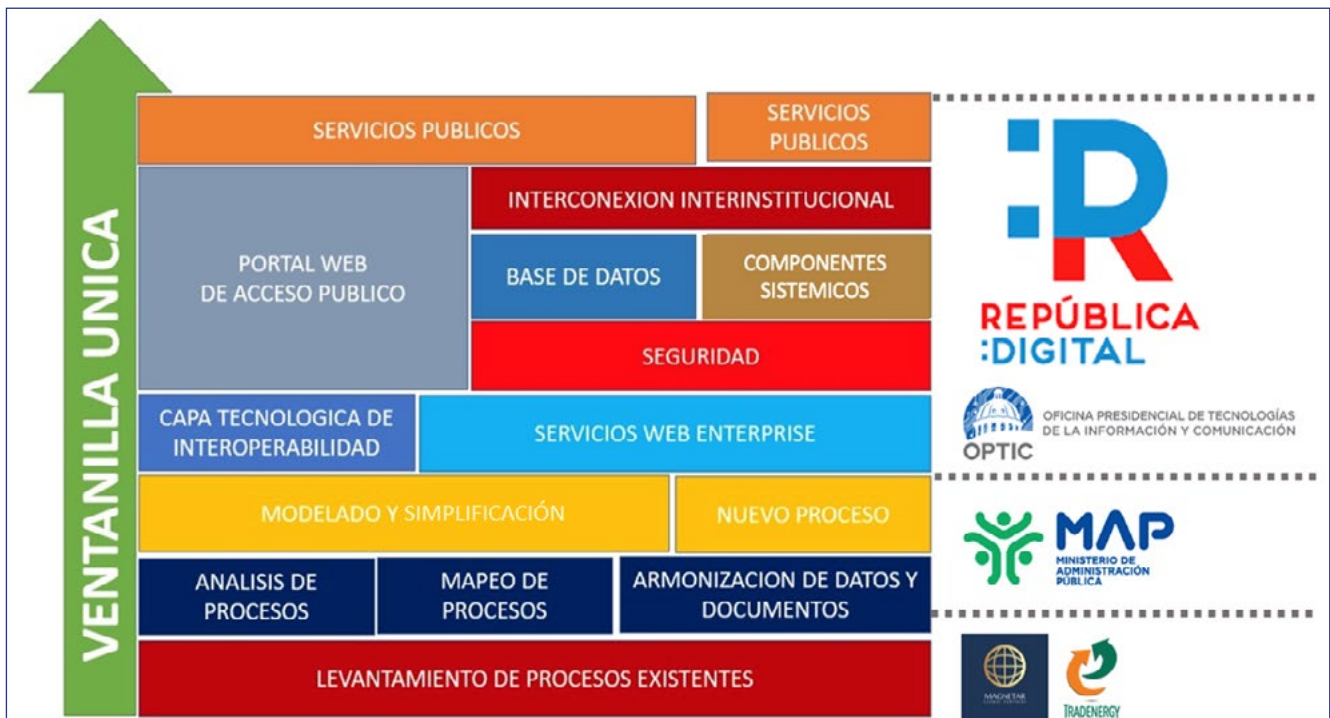 VENTANILLA UNICA
SERVICIOS PUBLICOS
SERVICIOS
PUBLICOS
INTERCONEXION INTERINSTITUCIONAL
PORTAL WEB
DE ACCESO PUBLICO
BASE DE DATOS
COMPONENTES
SISTEMICOS
SEGURIDAD
CAPA TECNOLOGICA DE
INTEROPERABILIDAD
SERVICIOS WEB ENTERPRISE
MODELADO Y SIMPLIFICACIÓN
NUEVO PROCESO
ANALISIS DE
PROCESOS
MAPEO DE
PROCESOS
ARMONIZACION DE DATOS Y
DOCUMENTOS
LEVANTAMIENTO DE PROCESOS EXISTENTES
:R
REPÚBLICA
:DIGITAL
OPTIC
OFICINA PRESIDENCIAL DE TECNOLOGÍAS
DE LA INFORMACIÓN Y COMUNICACIÓN
MAP
MINISTERIO DE
ADMINISTRACIÓN
PÚBLICA
MAGNETAR
TRADENERGY